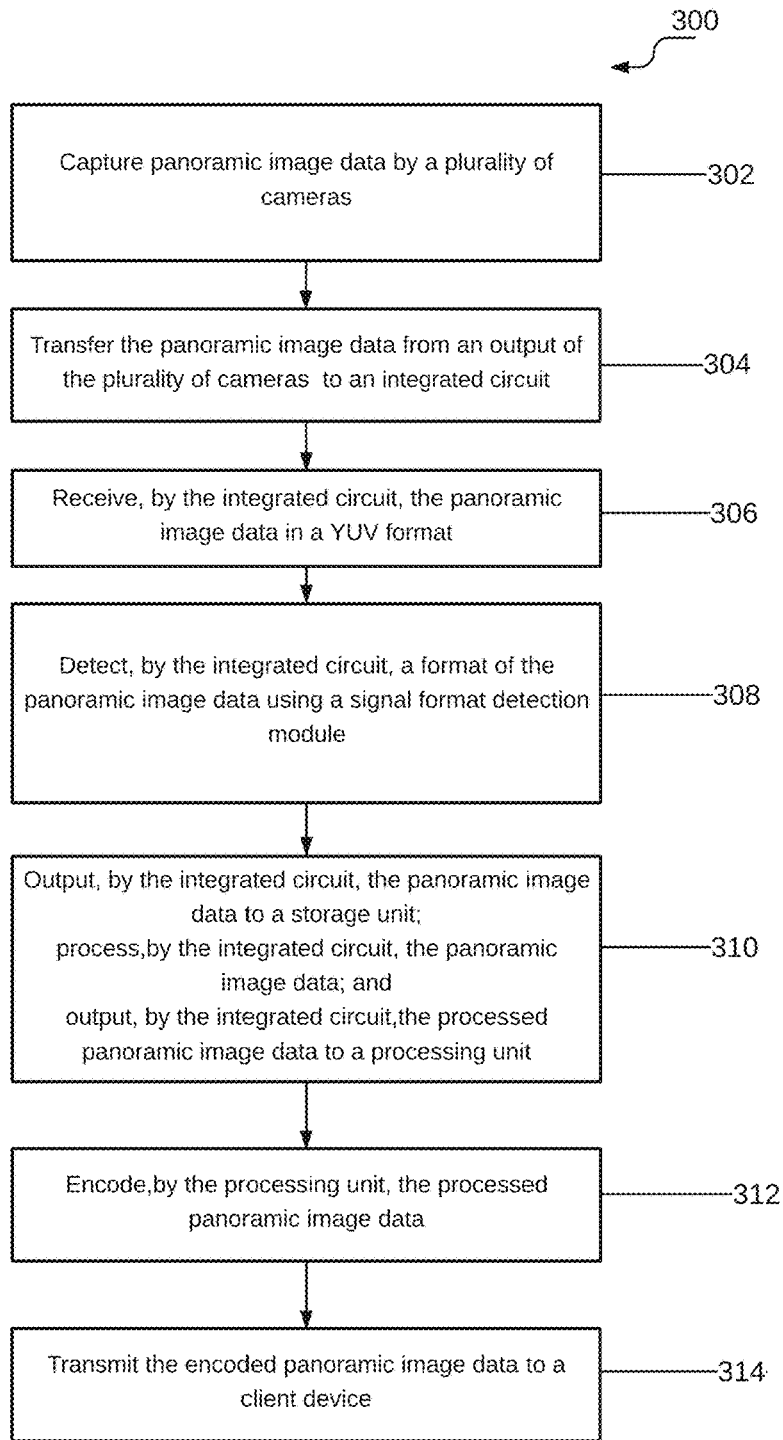 300
Capture panoramic image data by a plurality of
cameras
302
Transfer the panoramic image data from an output of
the plurality of cameras to an integrated circuit
304
Receive, by the integrated circuit, the panoramic
image data in a YUV format
306
Detect, by the integrated circuit, a format of the
panoramic image data using a signal format detection
module
308
Output, by the integrated circuit, the panoramic image
data to a storage unit;
process,by the integrated circuit, the panoramic
image data; and
output, by the integrated circuit,the processed
panoramic image data to a processing unit
310
Encode,by the processing unit, the processed
panoramic image data
312
Transmit the encoded panoramic image data to a
client device
314